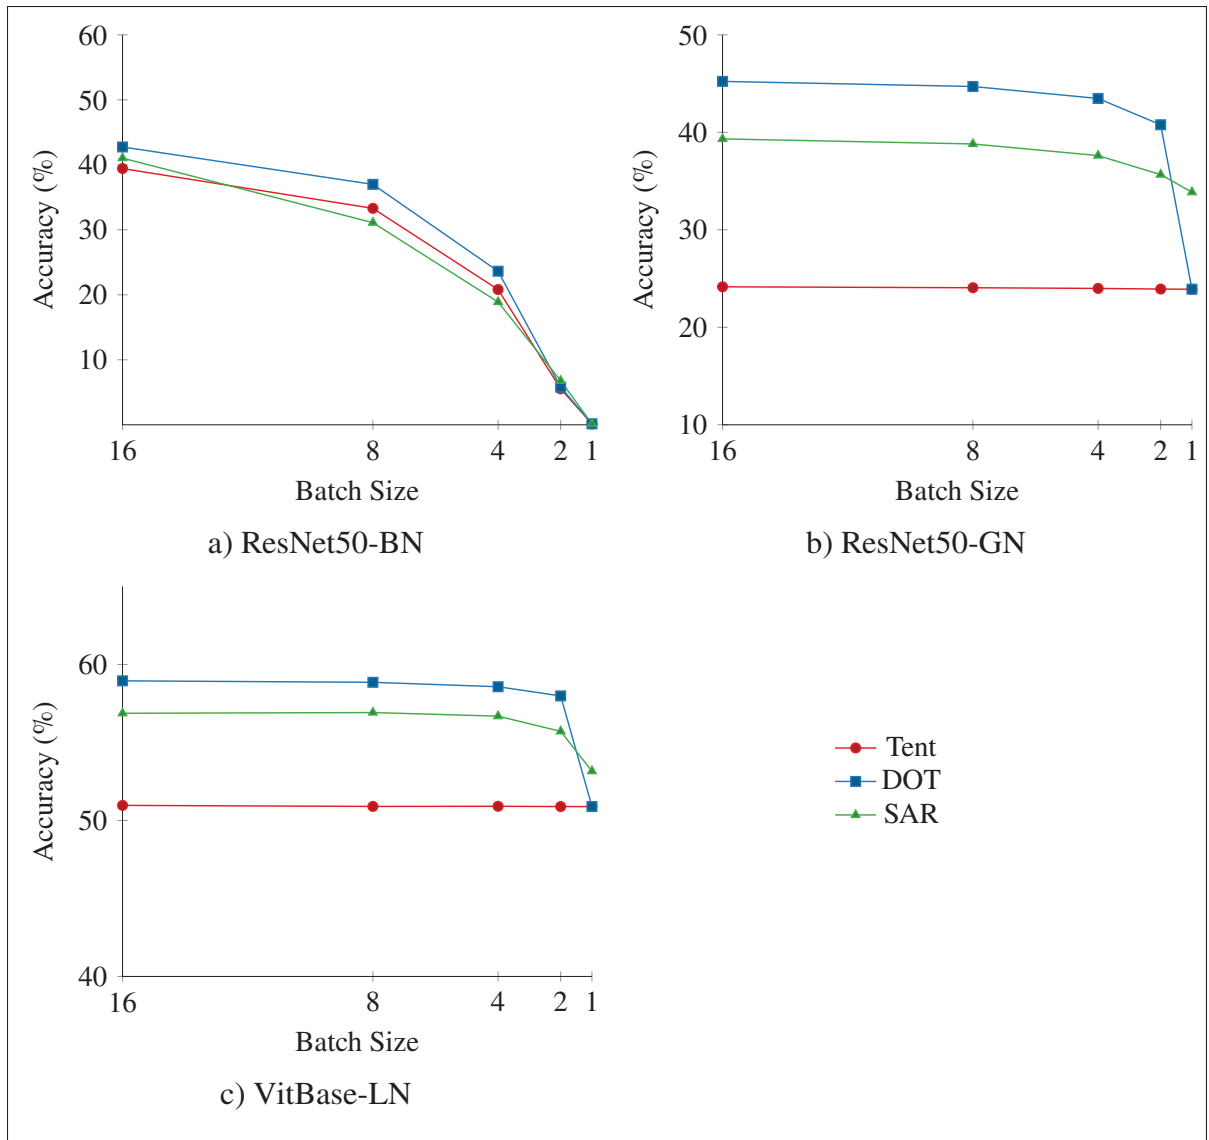 60
50
40
30
20
10
Accuracy (%)
16 8 4 2 1
Batch Size
a) ResNet50-BN
50
40
30
20
10
Accuracy (%)
16 8 4 2 1
Batch Size
b) ResNet50-GN
60
50
40
Accuracy (%)
16 8 4 2 1
Batch Size
c) VitBase-LN
Tent
DOT
SAR